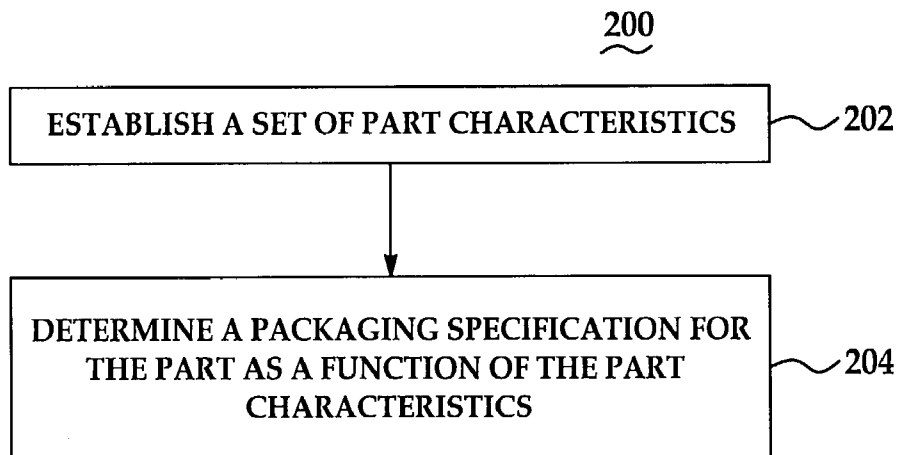 200
ESTABLISH A SET OF PART CHARACTERISTICS
202
DETERMINE A PACKAGING SPECIFICATION FOR
THE PART AS A FUNCTION OF THE PART
CHARACTERISTICS
204